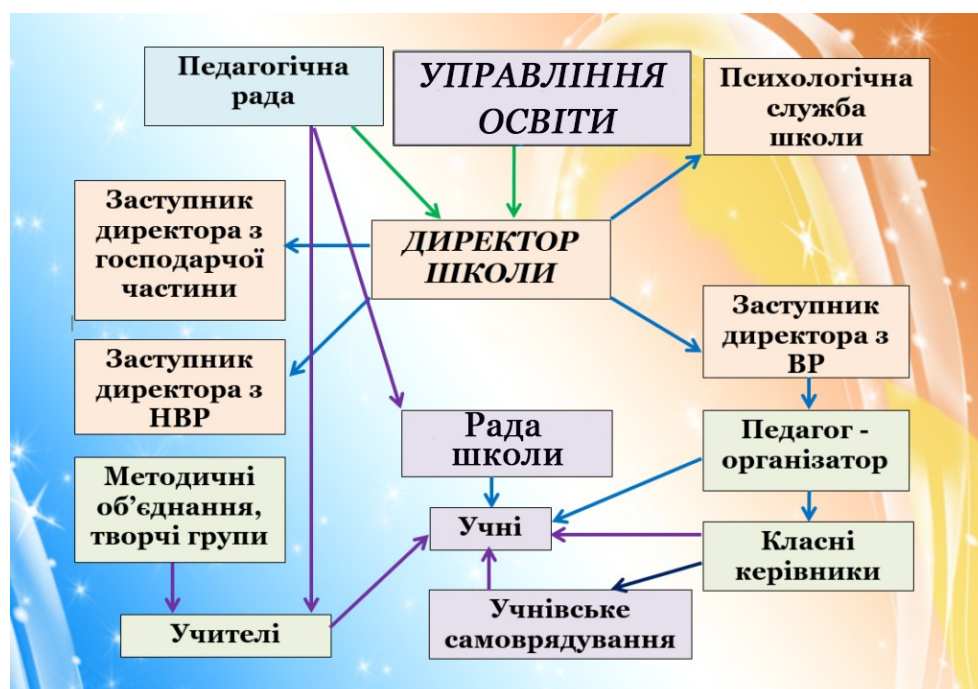 Педагогічна
рада
УПРАВЛІННЯ
ОСВІТИ
Психологічна
служба
школи
Заступник
директора з
господарчої
частини
ДИРЕКТОР
ШКОЛИ
Заступник
директора з
ВР
Заступник
директора з
НВР
Рада
школи
Педагог -
організатор
Методичні
об’єднання,
творчі групи
Учні
Класні
керівники
Учителі
Учнівське
самоврядування